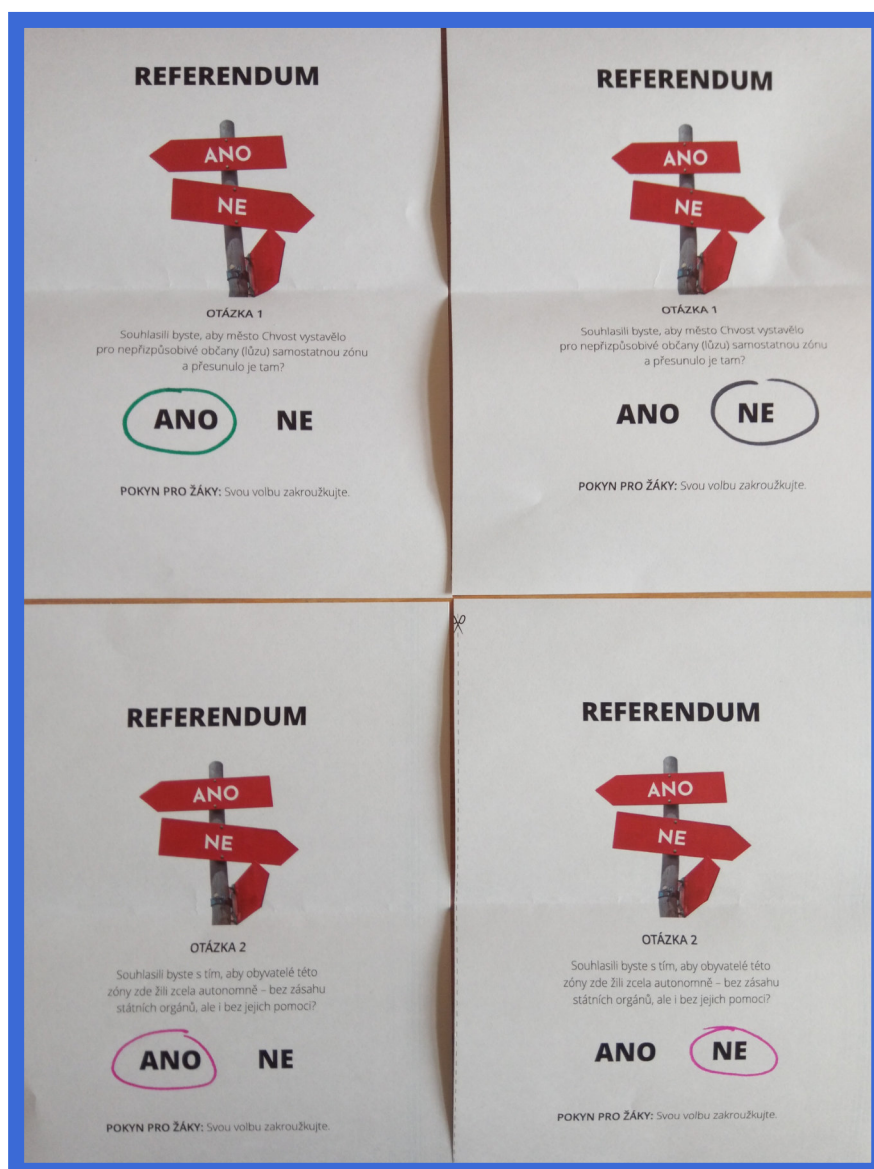 REFERENDUM
ANO
NE
OTÁZKA 1
Souhlasili byste, aby město Chvost vystavělo
pro nepřizpůsobivé občany (lůzu) samostatnou zónu
a přesunulo je tam?
ANO NE
POKYN PRO ŽÁKY: Svou volbu zakroužkujte.
REFERENDUM
ANO
NE
OTÁZKA 1
Souhlasili byste, aby město Chvost vystavělo
pro nepřizpůsobivé občany (lůzu) samostatnou zónu
a přesunulo je tam?
ANO NE
POKYN PRO ŽÁKY: Svou volbu zakroužkujte.
REFERENDUM
ANO
NE
OTÁZKA 2
Souhlasili byste s tím, aby obyvatelé této
zóny zde žili zcela autonomně – bez zásahu
státních orgánů, ale i bez jejich pomoci?
ANO NE
POKYN PRO ŽÁKY: Svou volbu zakroužkujte.
REFERENDUM
ANO
NE
OTÁZKA 2
Souhlasili byste s tím, aby obyvatelé této
zóny zde žili zcela autonomně – bez zásahu
státních orgánů, ale i bez jejich pomoci?
ANO NE
POKYN PRO ŽÁKY: Svou volbu zakroužkujte.